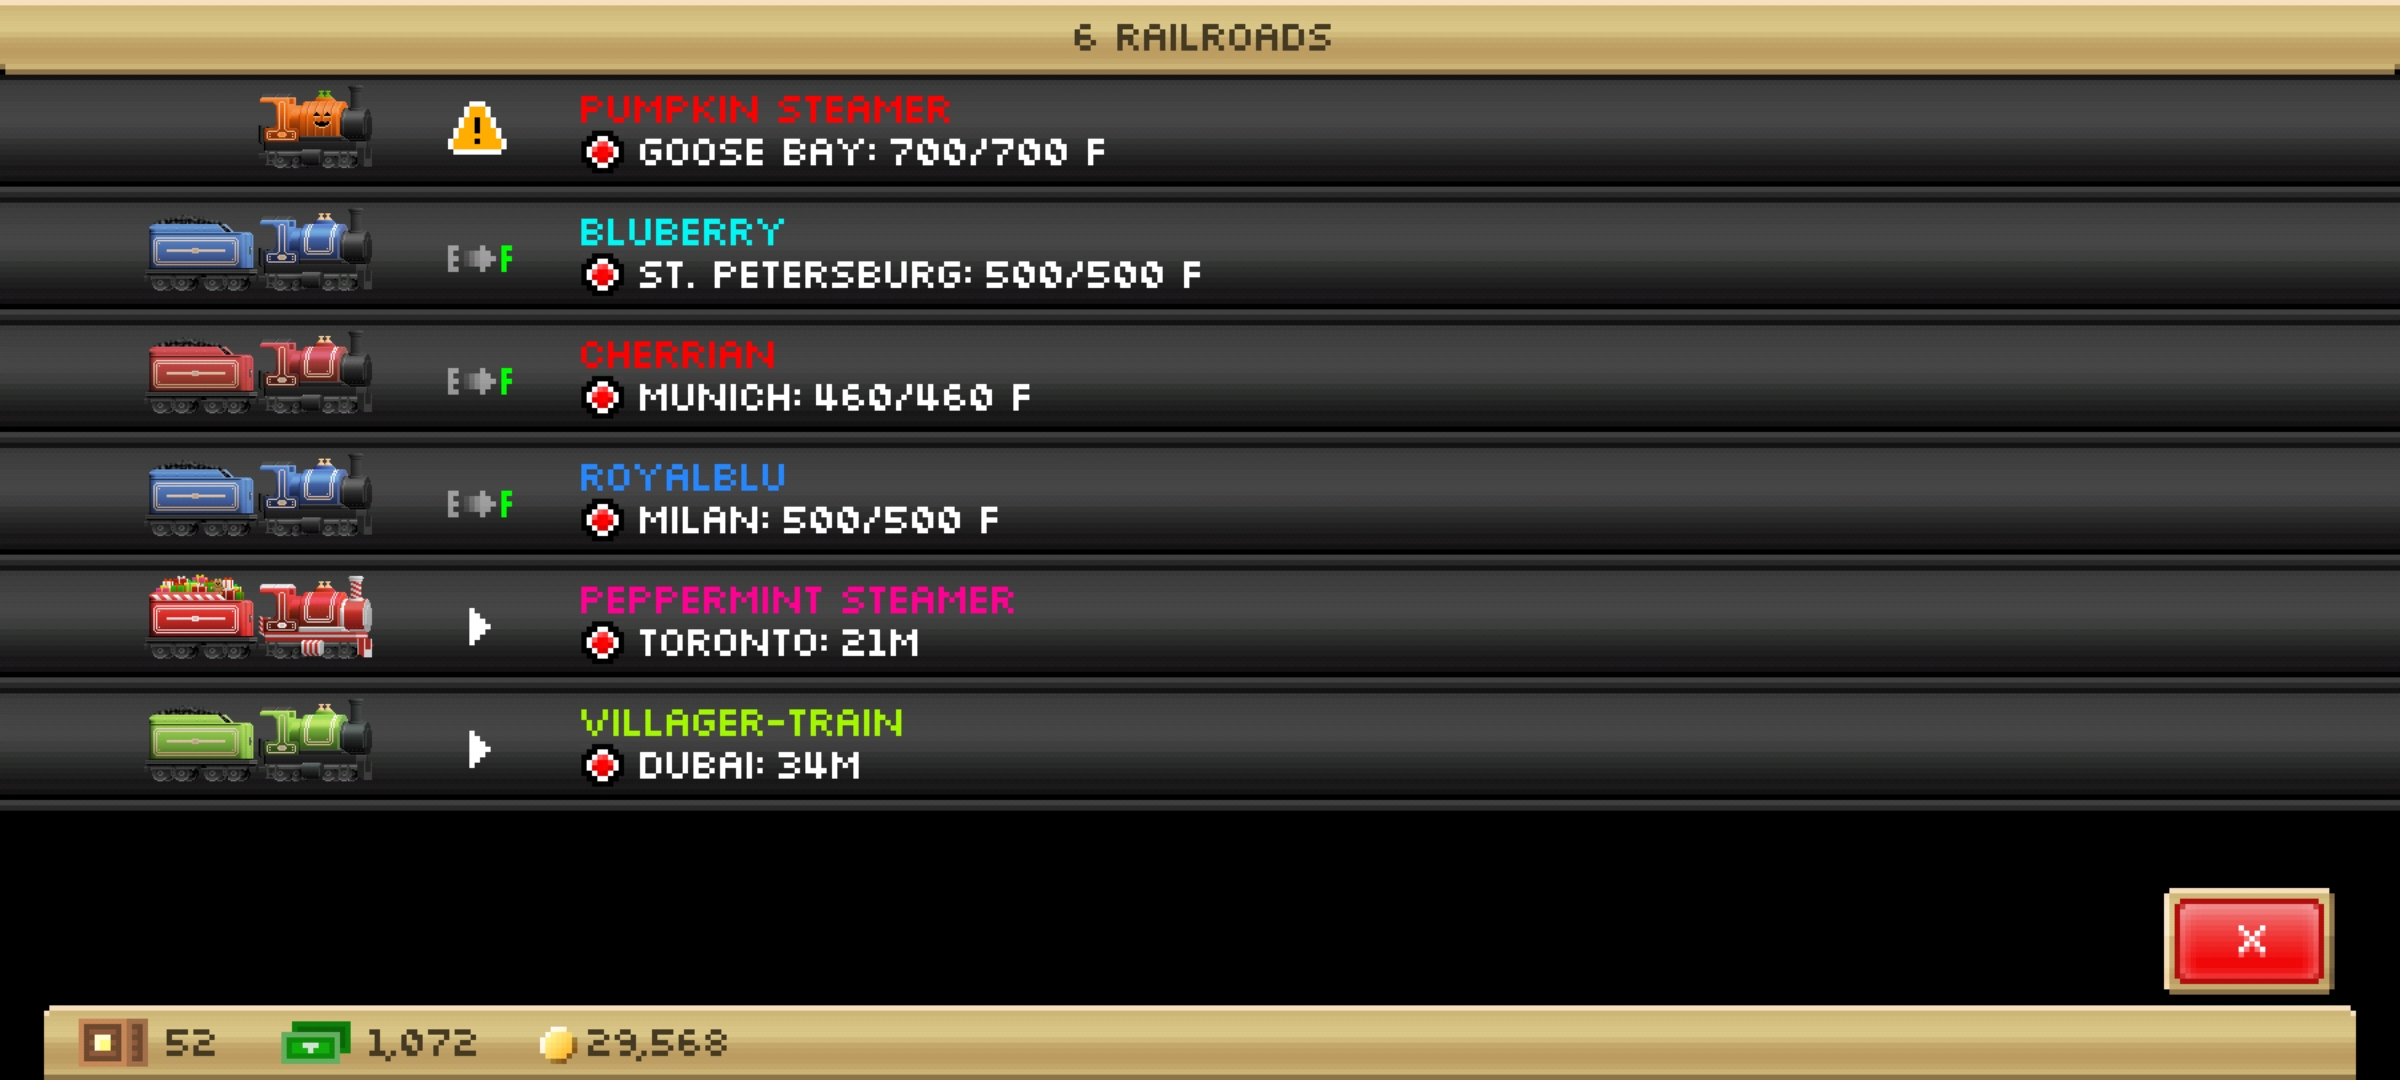 6 RAILROADS
PUMPKIN STEAMER
GOOSE BAY: 700/700 F
BLUBERRY
E F
ST. PETERSBURG: 500/500 F
CHERRIAN
E F
MUNICH: 460/460 F
ROYALBLU
E F
MILAN: 500/500 F
PEPPERMINT STEAMER
TORONTO: 21M
VILLAGER-TRAIN
DUBAI: 34M
X
52 1,072 29,568